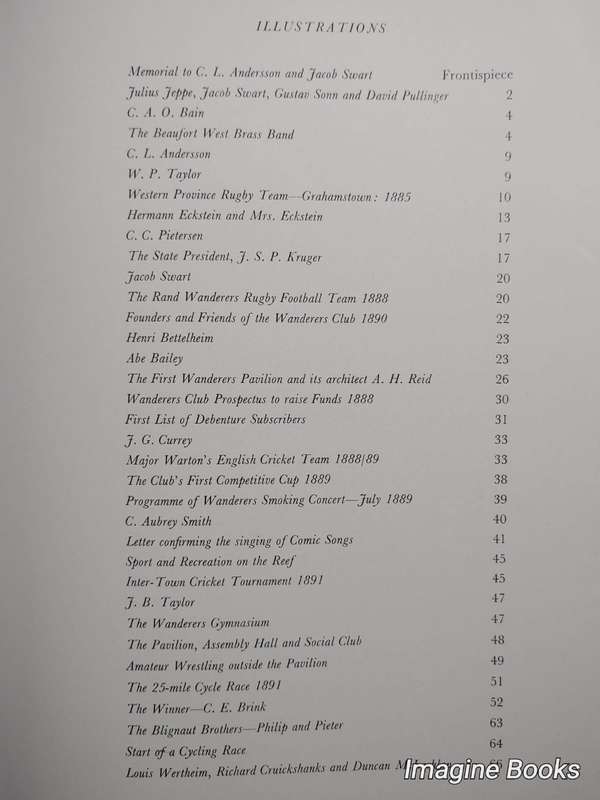 ILLUSTRATIONS
Memorial to C. L. Andersson and Jacob Swart Frontispiece
Julius Jeppe, Jacob Swart, Gustav Sonn and David Pullinger 2
C. A. O. Bain 4
The Beaufort West Brass Band 4
C. L. Andersson 9
W. P. Taylor 9
Western Province Rugby Team—Grahamstown: 1885 10
Hermann Eckstein and Mrs. Eckstein 13
C. C. Pietersen 17
The State President, J. S. P. Kruger 17
Jacob Swart 20
The Rand Wanderers Rugby Football Team 1888 20
Founders and Friends of the Wanderers Club 1890 22
Henri Bettelheim 23
Abe Bailey 23
The First Wanderers Pavilion and its architect A. H. Reid 26
Wanderers Club Prospectus to raise Funds 1888 30
First List of Debenture Subscribers 31
J. G. Currey 33
Major Warton's English Cricket Team 1888/89 33
The Club's First Competitive Cup 1889 38
Programme of Wanderers Smoking Concert—July 1889 39
C. Aubrey Smith 40
Letter confirming the singing of Comic Songs 41
Sport and Recreation on the Reef 45
Inter-Town Cricket Tournament 1891 45
J. B. Taylor 47
The Wanderers Gymnasium 47
The Pavilion, Assembly Hall and Social Club 48
Amateur Wrestling outside the Pavilion 49
The 25-mile Cycle Race 1891 51
The Winner—C. E. Brink 52
The Blignaut Brothers—Philip and Pieter 63
Start of a Cycling Race 64
Louis Wertheim, Richard Cruickshanks and Duncan
Imagine Books